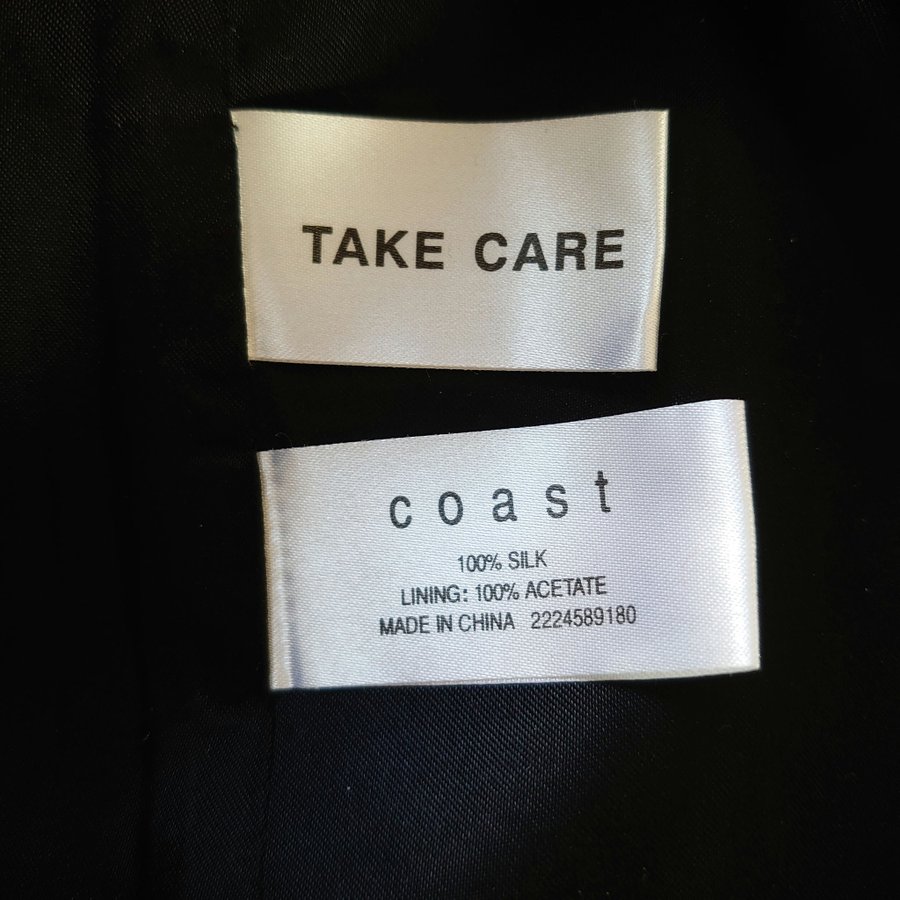 TAKE CARE
coast
100% SILK
LINING: 100% ACETATE
MADE IN CHINA 2224589180